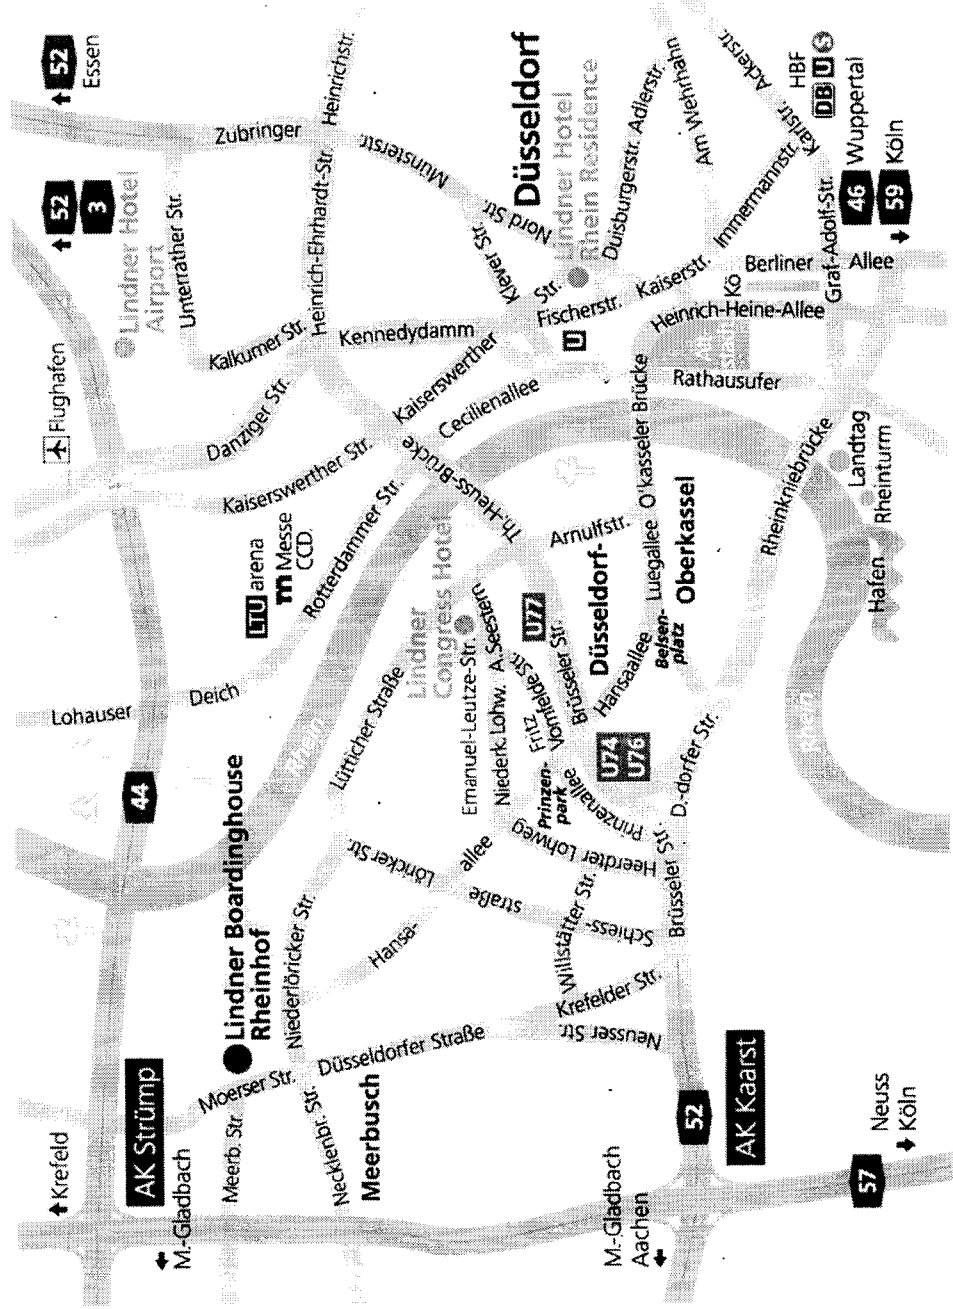 Krefeld
M.-Gladbach
AK Strümp
Meerb. Str.
Moerser Str.
Necklenbr. Str.
Meerbusch
Düsseldorfer Straße
Lindner Boardinghouse
Rheinhof
Niederlöricker Str.
M.-Gladbach
Aachen
52
AK Kaarst
57
Neuss
Köln
Neusser Str.
Krefelder Str.
Willstätter Str.
Schiess-
straße
Löricker Str.
Hansa-
allee
Brüsseler Str.
Heerdter Lohweg
Prinzenallee
Prinzen-
park
44
Lohauser
Deich
Rhein
Lütticher Straße
Emanuel-Leutze-Str.
Niederk. Lohw.
A.Seestern
Fritz
Vomfelde Str.
Brüsseler Str.
U74
U76
D.-dorfer Str.
Rhein
Lindner
Congress Hotel
U77
Hansaallee
Belsen-
platz
Düsseldorf-
Oberkassel
Luegallee
Arnulfstr.
LTU arena
m Messe
CCD.
Rotterdammer Str.
Kaiserswerther Str.
Danziger Str.
Th.-Heuss-Brücke
O'kasseler Brücke
Rheinkniebrücke
Hafen
Landtag
Rheinturm
Flughafen
Lindner Hotel
Airport
Kalkumer Str.
Unterrather Str.
Kennedydamm
Kaiserswerther
Cecilienallee
U
Rathausufer
Alt-
stadt
Heinrich-Heine-Allee
Fischerstr.
Kaiserstr.
Kö
Berliner
Allee
Graf-Adolf-Str.
Heinrich-Ehrhardt-Str.
Heinrichstr.
Zubringer
Münsterstr.
Nord Str.
Klever Str.
Str.
Lindner Hotel
Rhein Residence
Düsseldorf
Duisburgerstr.
Adlerstr.
Am Wehrhahn
Ackerstr.
Immermannstr.
Karlstr.
HBF
DB U S
46
Wuppertal
59
Köln
52
3
52
Essen